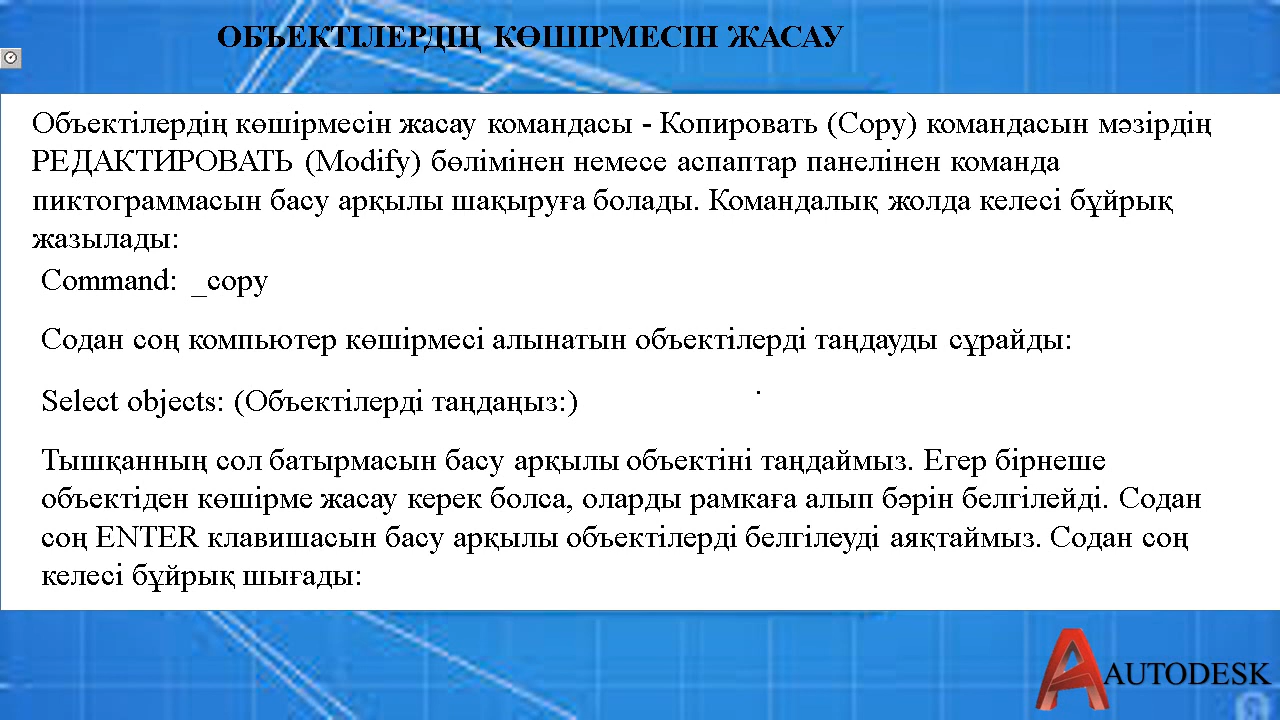 ОБЪЕКТІЛЕРДІҢ КӨШІРМЕСІН ЖАСАУ
Объектілердің көшірмесін жасау командасы - Копировать (Copy) командасын мәзірдің
РЕДАКТИРОВАТЬ (Modify) бөлімінен немесе аспаптар панелінен команда
пиктограммасын басу арқылы шақыруға болады. Командалық жолда келесі бұйрық
жазылады:
Command: _copy
Содан соң компьютер көшірмесі алынатын объектілерді таңдауды сұрайды:
Select objects: (Объектілерді таңдаңыз:)
.
Тышқанның сол батырмасын басу арқылы объектіні таңдаймыз. Егер бірнеше
объектіден көшірме жасау керек болса, оларды рамкаға алып бәрін белгілейді. Содан
соң ENTER клавишасын басу арқылы объектілерді белгілеуді аяқтаймыз. Содан соң
келесі бұйрық шығады:
AUTODESK